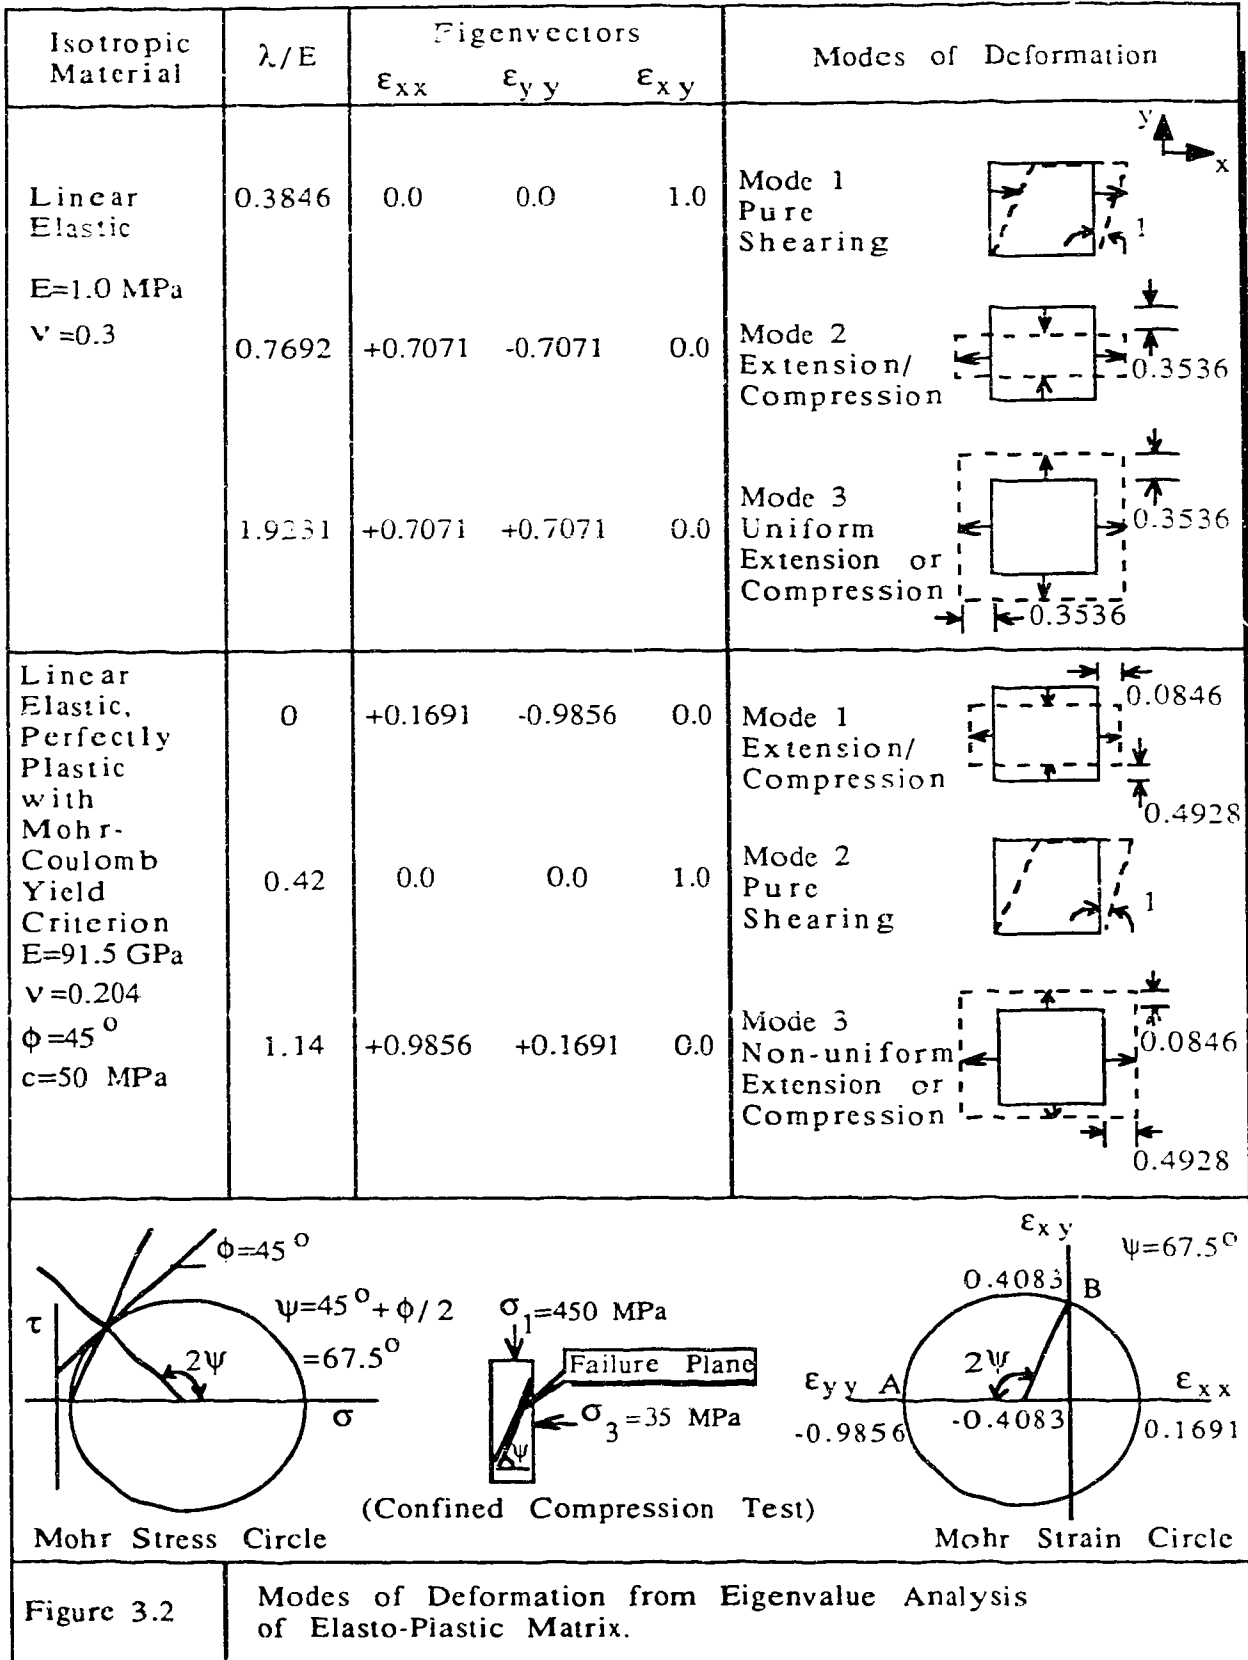 Isotropic Material
λ/E
Eigenvectors
ε_xx ε_yy ε_xy
Modes of Deformation
y
x
Linear
Elastic
E=1.0 MPa
ν =0.3
0.3846 0.0 0.0 1.0
Mode 1
Pure
Shearing
1
0.7692 +0.7071 -0.7071 0.0
Mode 2
Extension/
Compression
0.3536
1.9231 +0.7071 +0.7071 0.0
Mode 3
Uniform
Extension or
Compression
0.3536
0.3536
Linear
Elastic,
Perfectly
Plastic
with
Mohr-
Coulomb
Yield
Criterion
E=91.5 GPa
ν =0.204
φ =45°
c=50 MPa
0 +0.1691 -0.9856 0.0
Mode 1
Extension/
Compression
0.0846
0.4928
0.42 0.0 0.0 1.0
Mode 2
Pure
Shearing
1
1.14 +0.9856 +0.1691 0.0
Mode 3
Non-uniform
Extension or
Compression
0.0846
0.4928
φ=45°
ψ=45°+φ/2
=67.5°
τ
2ψ
σ
Mohr Stress Circle
σ_1=450 MPa
Failure Plane
σ_3=35 MPa
ψ
(Confined Compression Test)
ε_xy
ψ=67.5°
0.4083 B
2ψ
ε_yy A
ε_xx
-0.9856 -0.4083 0.1691
Mohr Strain Circle
Figure 3.2
Modes of Deformation from Eigenvalue Analysis
of Elasto-Plastic Matrix.